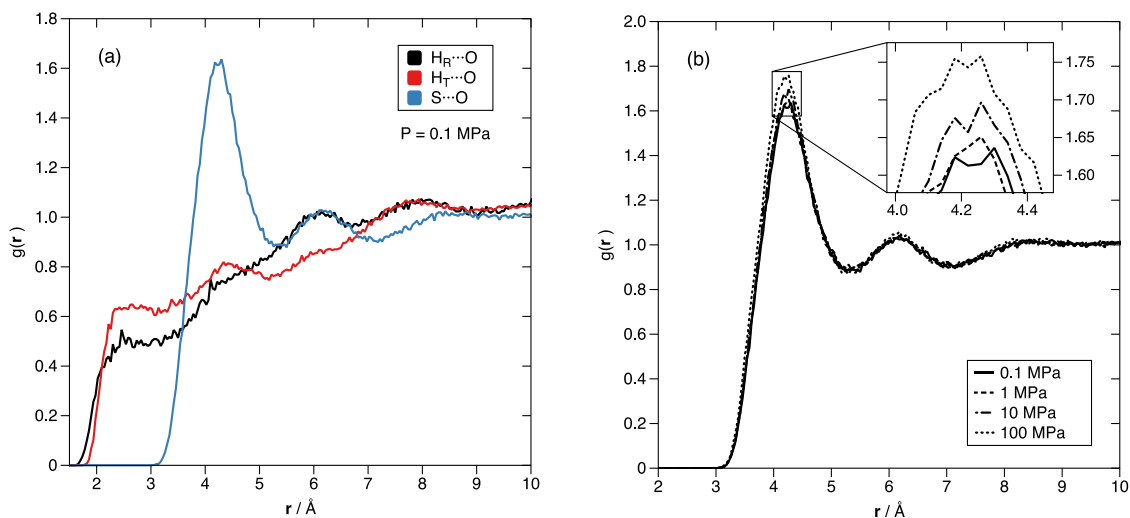 (a)
H_R···O
H_T···O
S···O
P = 0.1 MPa
1.8
1.6
1.4
1.2
1.0
0.8
0.6
0.4
0.2
0
g(r)
2 3 4 5 6 7 8 9 10
r / Å
(b)
2.0
1.8
1.6
1.4
1.2
1.0
0.8
0.6
0.4
0.2
0
g(r)
1.75
1.70
1.65
1.60
4.0 4.2 4.4
0.1 MPa
1 MPa
10 MPa
100 MPa
2 3 4 5 6 7 8 9 10
r / Å